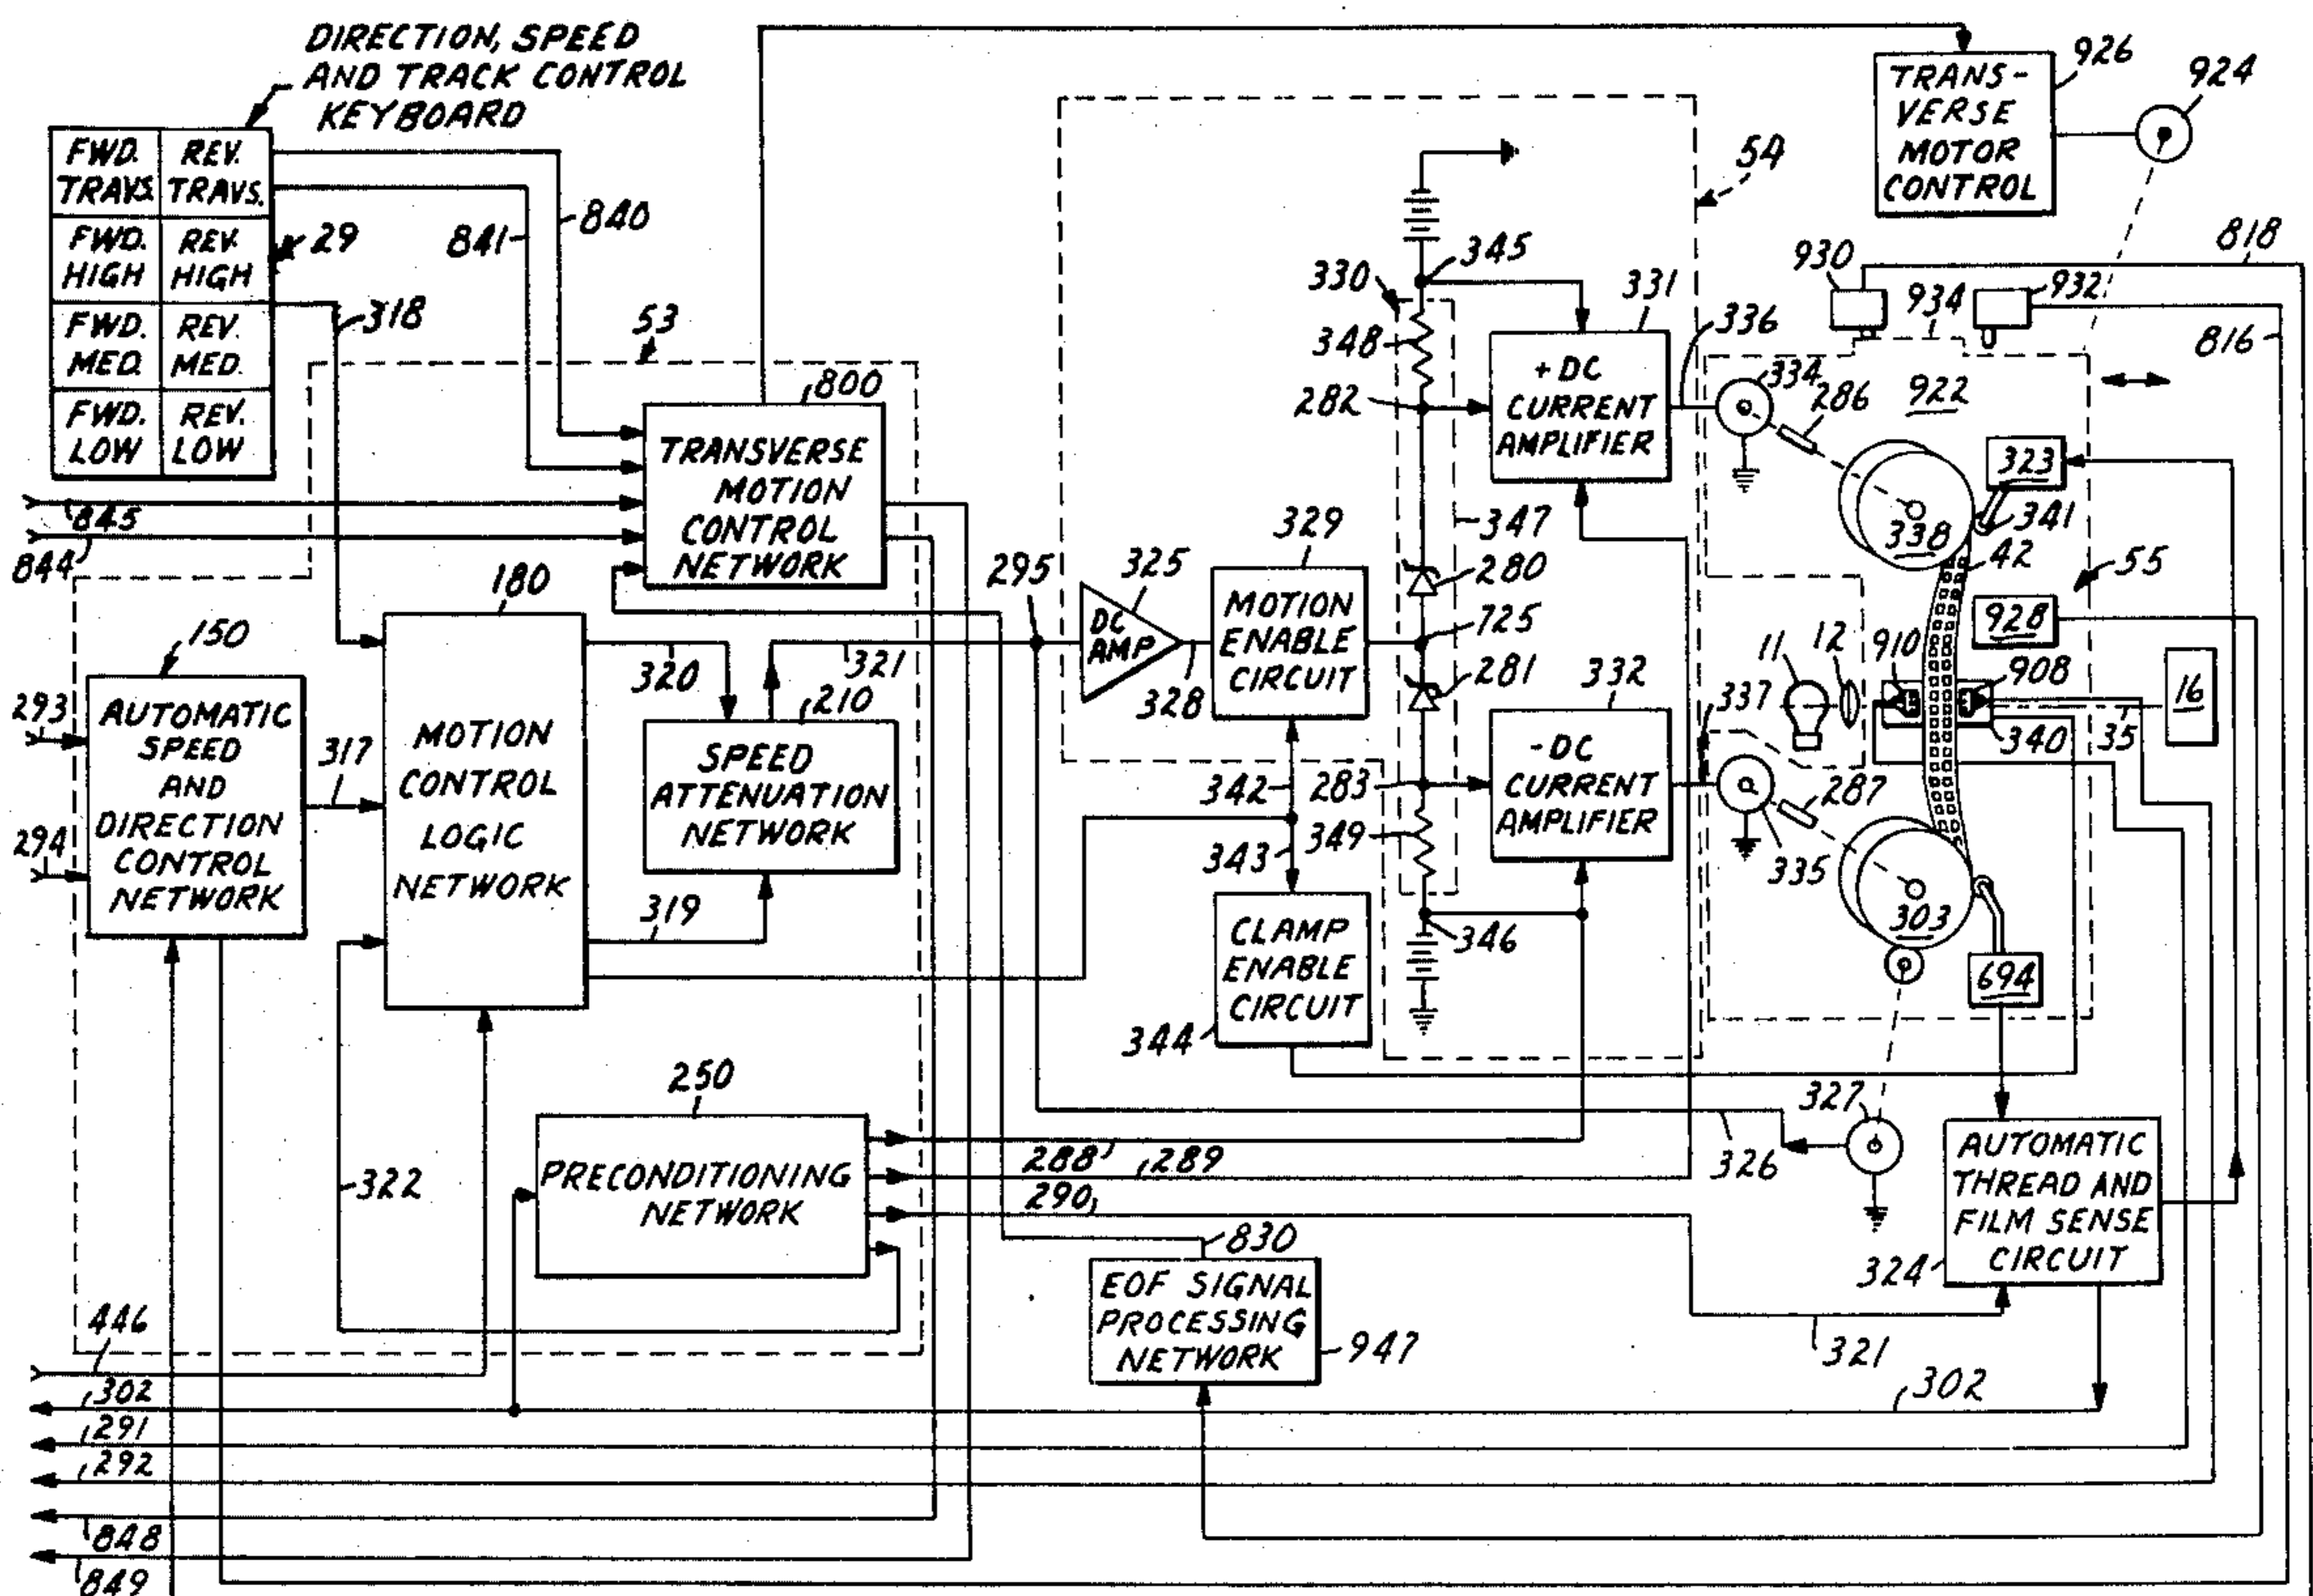 DIRECTION, SPEED
AND TRACK CONTROL
KEYBOARD
FWD. TRAVS.
REV. TRAVS.
FWD. HIGH
REV. HIGH
FWD. MED.
REV. MED.
FWD. LOW
REV. LOW
29
840
841
318
53
800
TRANSVERSE
MOTION
CONTROL
NETWORK
845
844
150
AUTOMATIC
SPEED
AND
DIRECTION
CONTROL
NETWORK
293
294
317
180
MOTION
CONTROL
LOGIC
NETWORK
320
321
210
SPEED
ATTENUATION
NETWORK
319
322
250
PRECONDITIONING
NETWORK
446
302
291
292
848
849
295
325
DC
AMP
328
329
MOTION
ENABLE
CIRCUIT
342
343
CLAMP
ENABLE
CIRCUIT
344
330
345
348
282
347
280
725
281
283
349
346
54
331
+DC
CURRENT
AMPLIFIER
336
332
-DC
CURRENT
AMPLIFIER
337
288
289
290
830
EOF SIGNAL
PROCESSING
NETWORK
947
326
327
321
302
TRANS-
VERSE
MOTOR
CONTROL
926
924
930
934
932
818
816
334
286
922
323
338
341
42
55
928
11
12
910
908
16
340
35
335
287
303
694
AUTOMATIC
THREAD AND
FILM SENSE
CIRCUIT
324